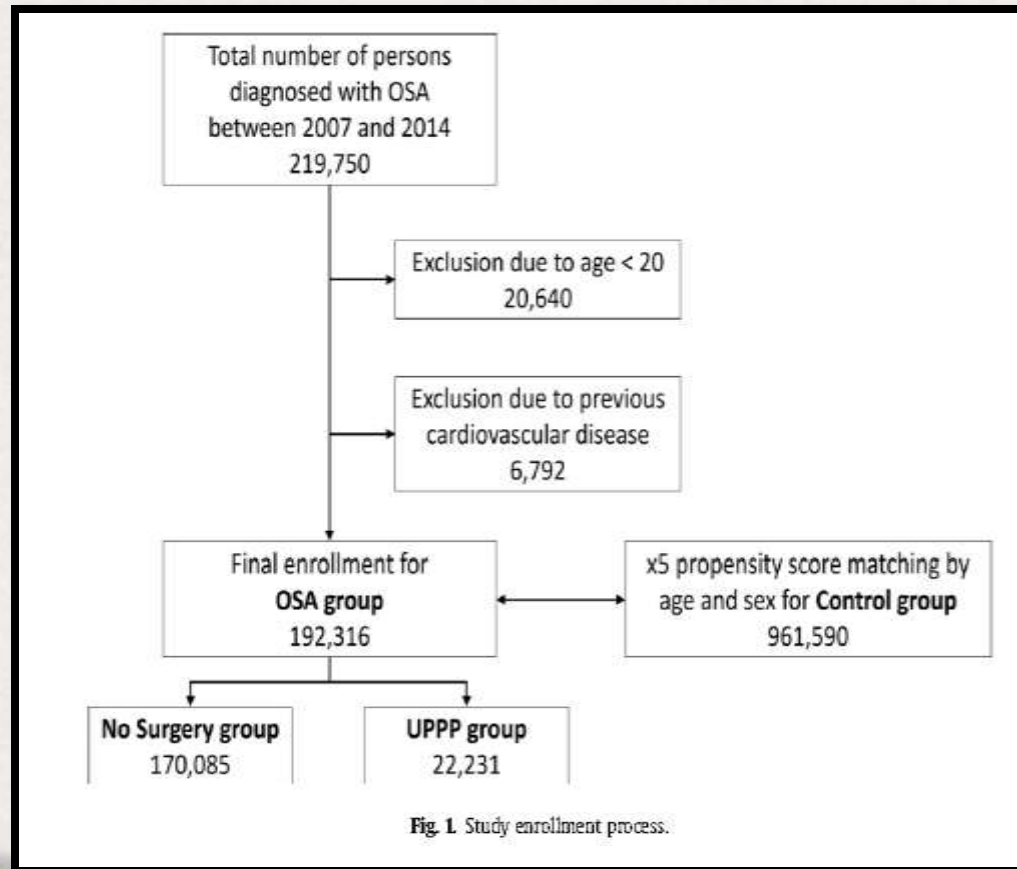 Total number of persons
diagnosed with OSA
between 2007 and 2014
219,750
Exclusion due to age < 20
20,640
Exclusion due to previous
cardiovascular disease
6,792
Final enrollment for
OSA group
192,316
x5 propensity score matching by
age and sex for Control group
961,590
No Surgery group
170,085
UPPP group
22,231
Fig. 1. Study enrollment process.